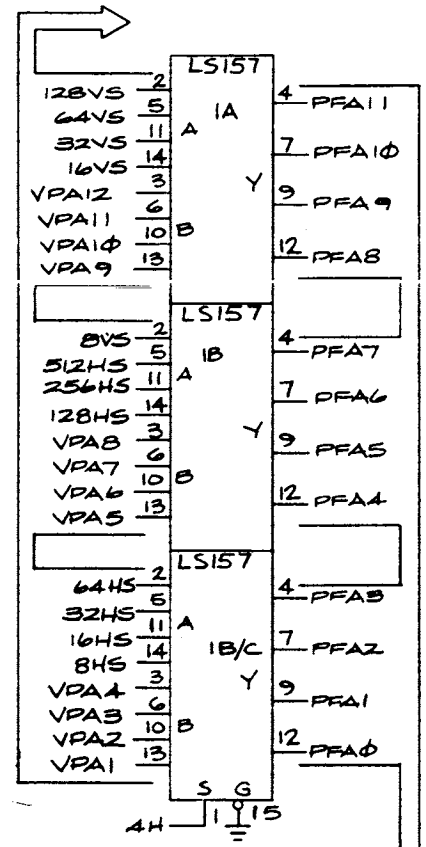 LS157
128VS 2 4 PFA11
64VS 5 A 1A
32VS 11 7 PFA1Ø
16VS 14 Y
VPA12 3 9 PFA9
VPA11 6
VPA1Ø 10 B 12 PFA8
VPA9 13
LS157
8VS 2 4 PFA7
512HS 5 1B
256HS 11 A 7 PFA6
128HS 14
VPA8 3 Y 9 PFA5
VPA7 6
VPA6 10 B 12 PFA4
VPA5 13
LS157
64HS 2 4 PFA3
32HS 5 A
16HS 11 1B/C 7 PFA2
8HS 14
VPA4 3 Y 9 PFA1
VPA3 6
VPA2 10 B 12 PFAØ
VPA1 13
S G
4H 1 15